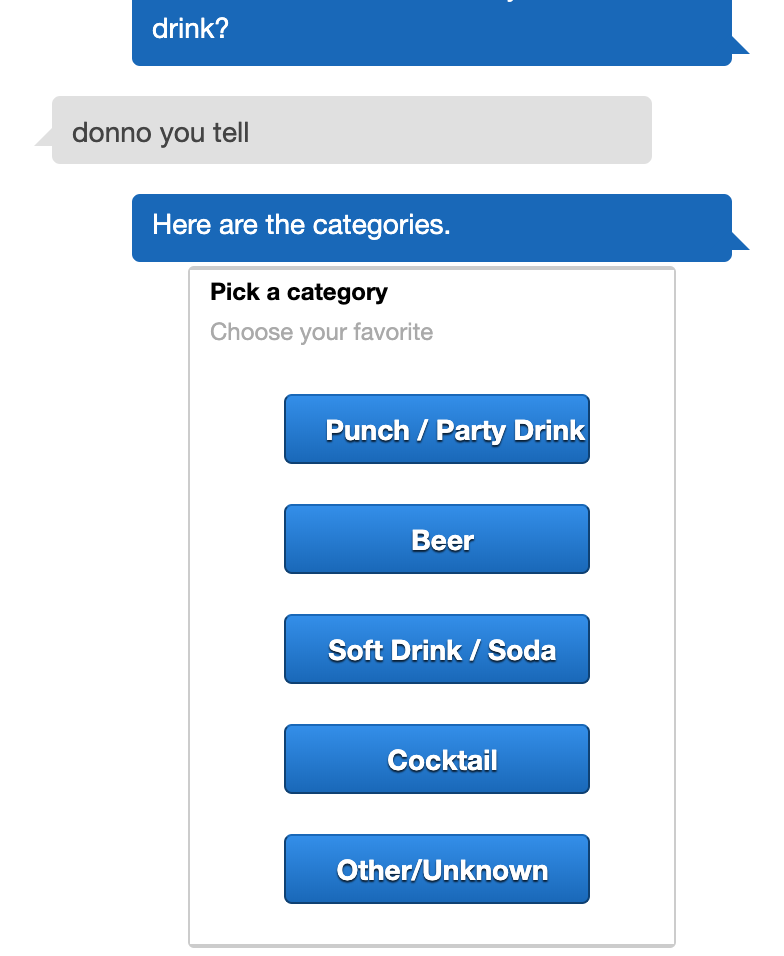 drink?
donno you tell
Here are the categories.
Pick a category
Choose your favorite
Punch / Party Drink
Beer
Soft Drink / Soda
Cocktail
Other/Unknown